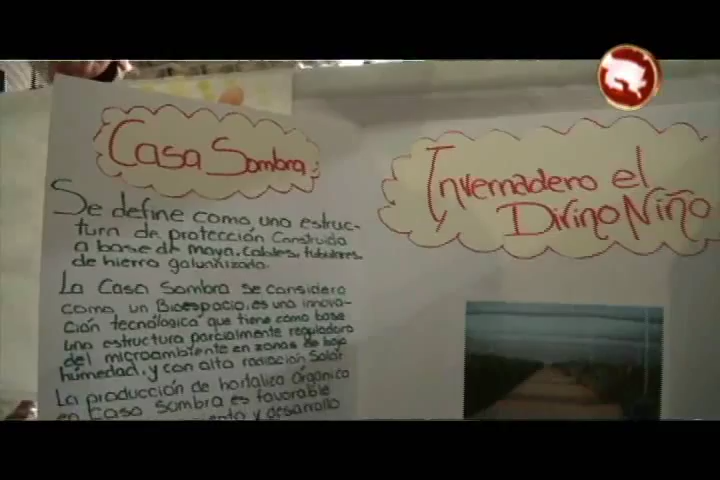 Casa Sombra
Se define como una estruc-
tura de protección Construida
a base de maya, Cables, tubulares
de hierro galvanizado.
La Casa Sombra se considera
como un Bioespacio, es una innova-
ción tecnológica que tiene como base
una estructura parcialmente reguladora
del microambiente en zonas de baja
húmedad, y con alta radiación Solar
La producción de hortaliza Orgánica
en Casa Sombra es favorable
y desarrollo
Invernadero el
Divino Niño